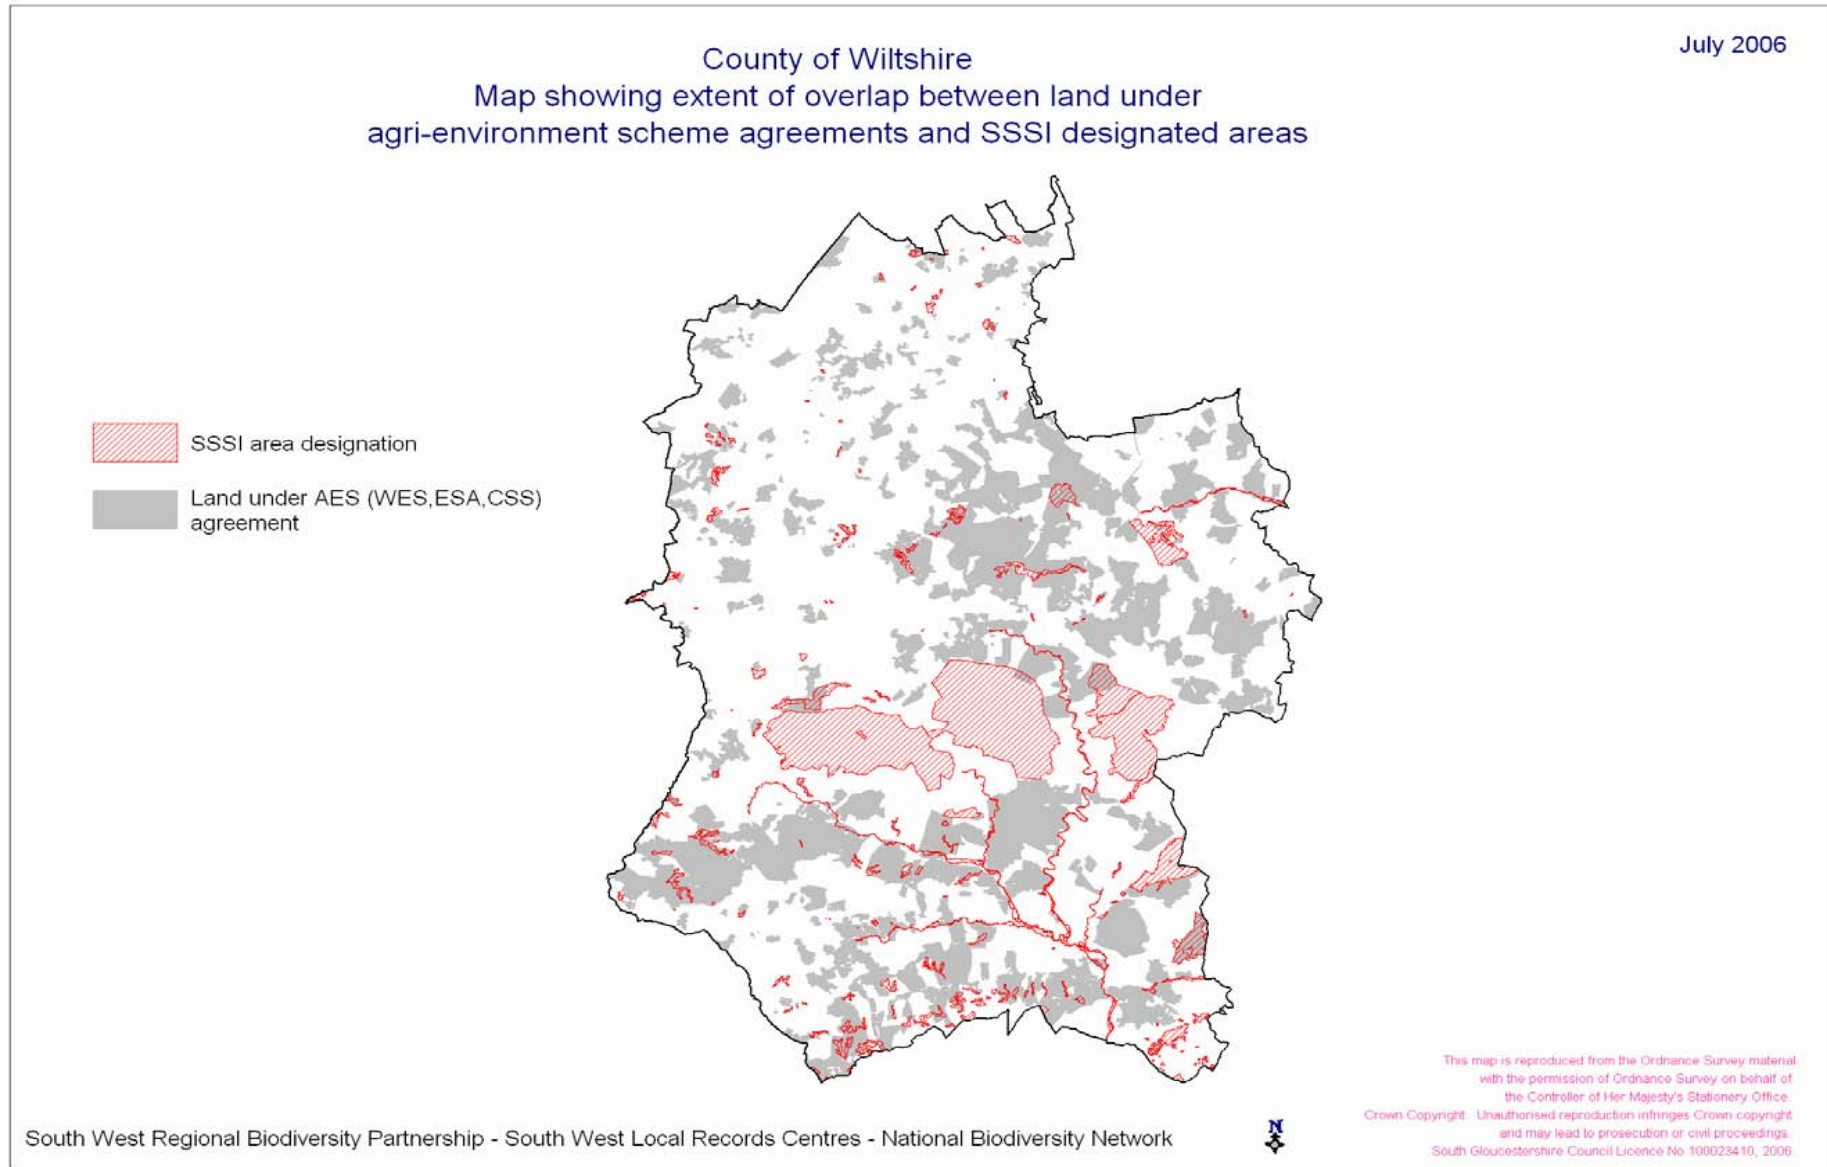 July 2006
County of Wiltshire
Map showing extent of overlap between land under
agri-environment scheme agreements and SSSI designated areas
SSSI area designation
Land under AES (WES,ESA,CSS)
agreement
This map is reproduced from the Ordnance Survey material
with the permission of Ordnance Survey on behalf of
the Controller of Her Majesty's Stationery Office.
Crown Copyright. Unauthorised reproduction infringes Crown copyright
and may lead to prosecution or civil proceedings.
South Gloucestershire Council Licence No 100023410, 2006.
South West Regional Biodiversity Partnership - South West Local Records Centres - National Biodiversity Network
N